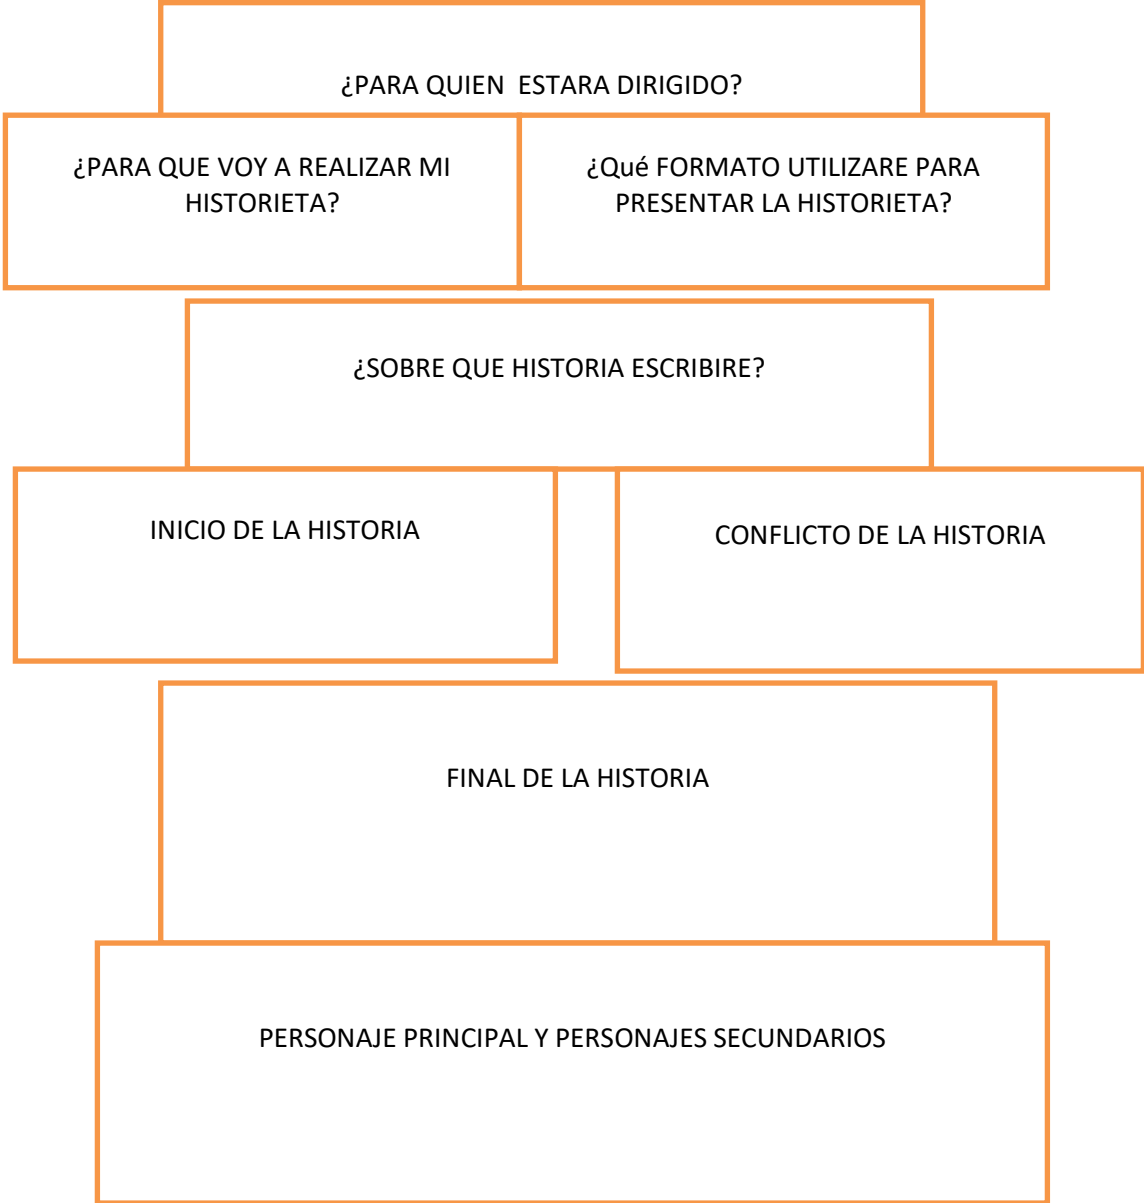 ¿PARA QUIEN  ESTARA DIRIGIDO?
¿PARA QUE VOY A REALIZAR MI
HISTORIETA?
¿Qué FORMATO UTILIZARE PARA
PRESENTAR LA HISTORIETA?
¿SOBRE QUE HISTORIA ESCRIBIRE?
INICIO DE LA HISTORIA
CONFLICTO DE LA HISTORIA
FINAL DE LA HISTORIA
PERSONAJE PRINCIPAL Y PERSONAJES SECUNDARIOS